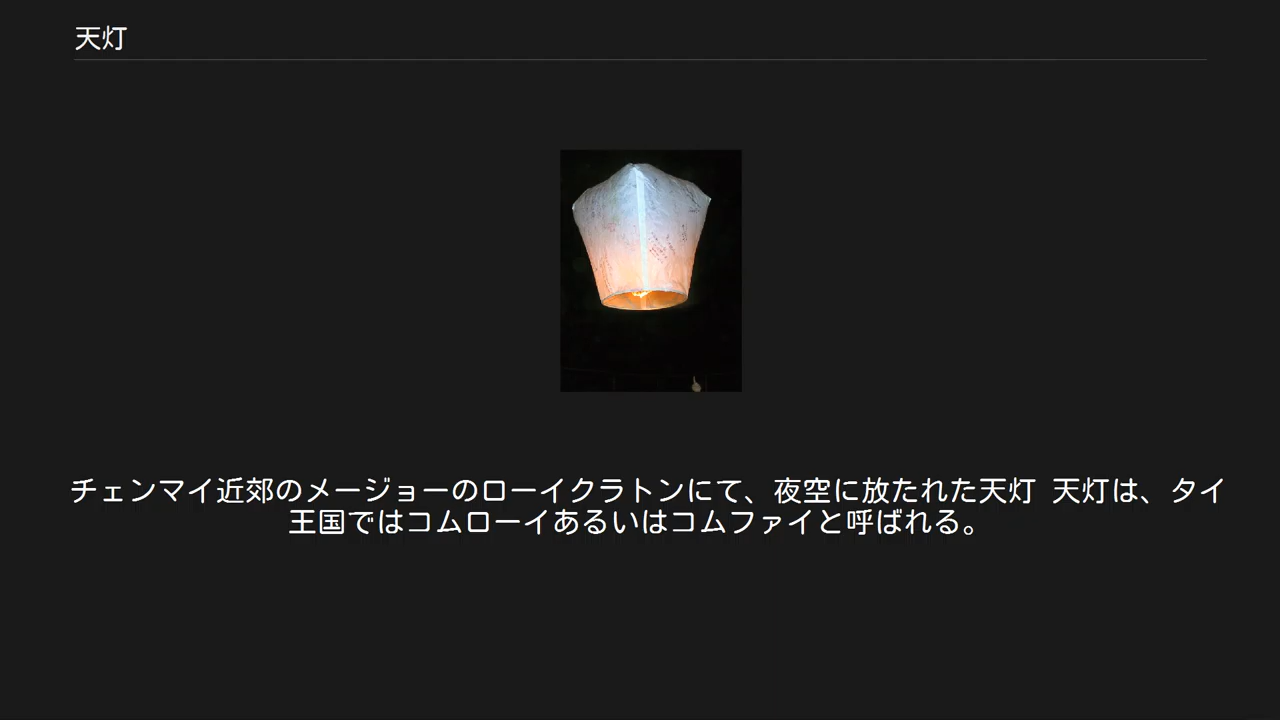 天灯
チェンマイ近郊のメージョーのローイクラトンにて、夜空に放たれた天灯 天灯は、タイ
王国ではコムローイあるいはコムファイと呼ばれる。